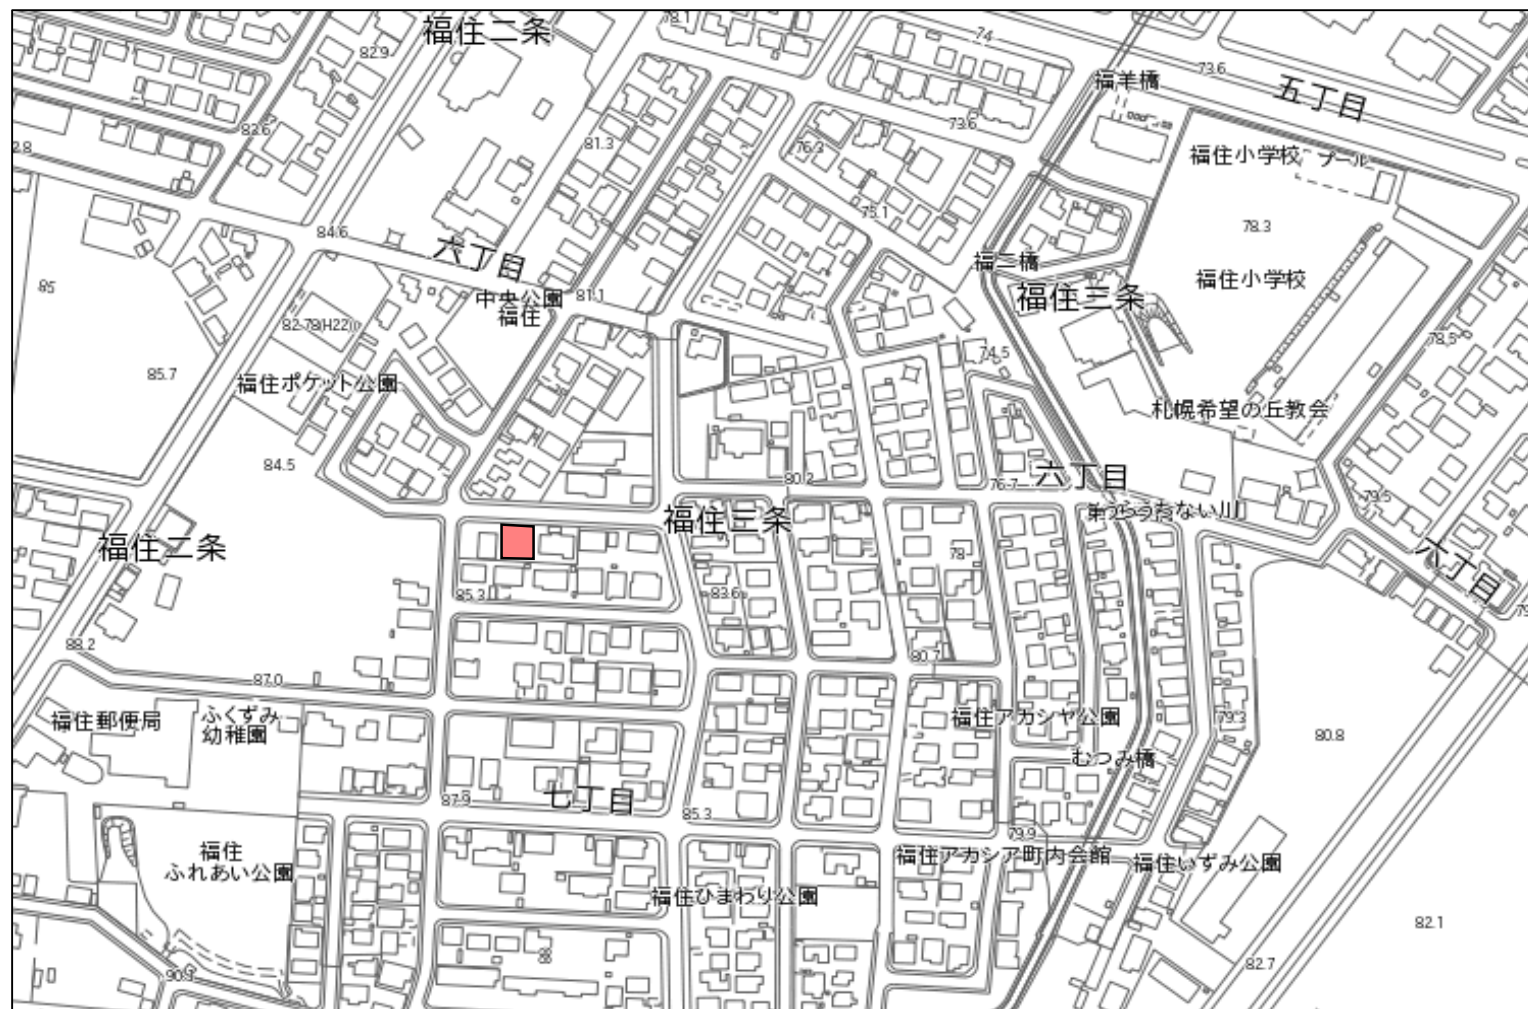 78.1
福住二条
74
82.9
73.6
福羊橋
五丁目
73.6
83.6
81.3
76.3
福住小学校
プール
75.1
78.3
84.6
六丁目
福二橋
福住小学校
85
中央公園
福住
81.1
福住三条
82.78(H22)
78.5
74.5
85.7
福住ポケット公園
札幌希望の丘教会
84.5
80.2
76.7
六丁目
79.5
福住三条
福住二条
78
六丁目
85.3
83.6
88.2
80.7
87.0
福住郵便局
ふくずみ
幼稚園
福住アカシヤ公園
79.3
80.8
むつみ橋
87.9
七丁目
85.3
79.9
福住
ふれあい公園
福住アカシア町内会館
福住いずみ公園
福住ひまわり公園
82.1
88
82.7